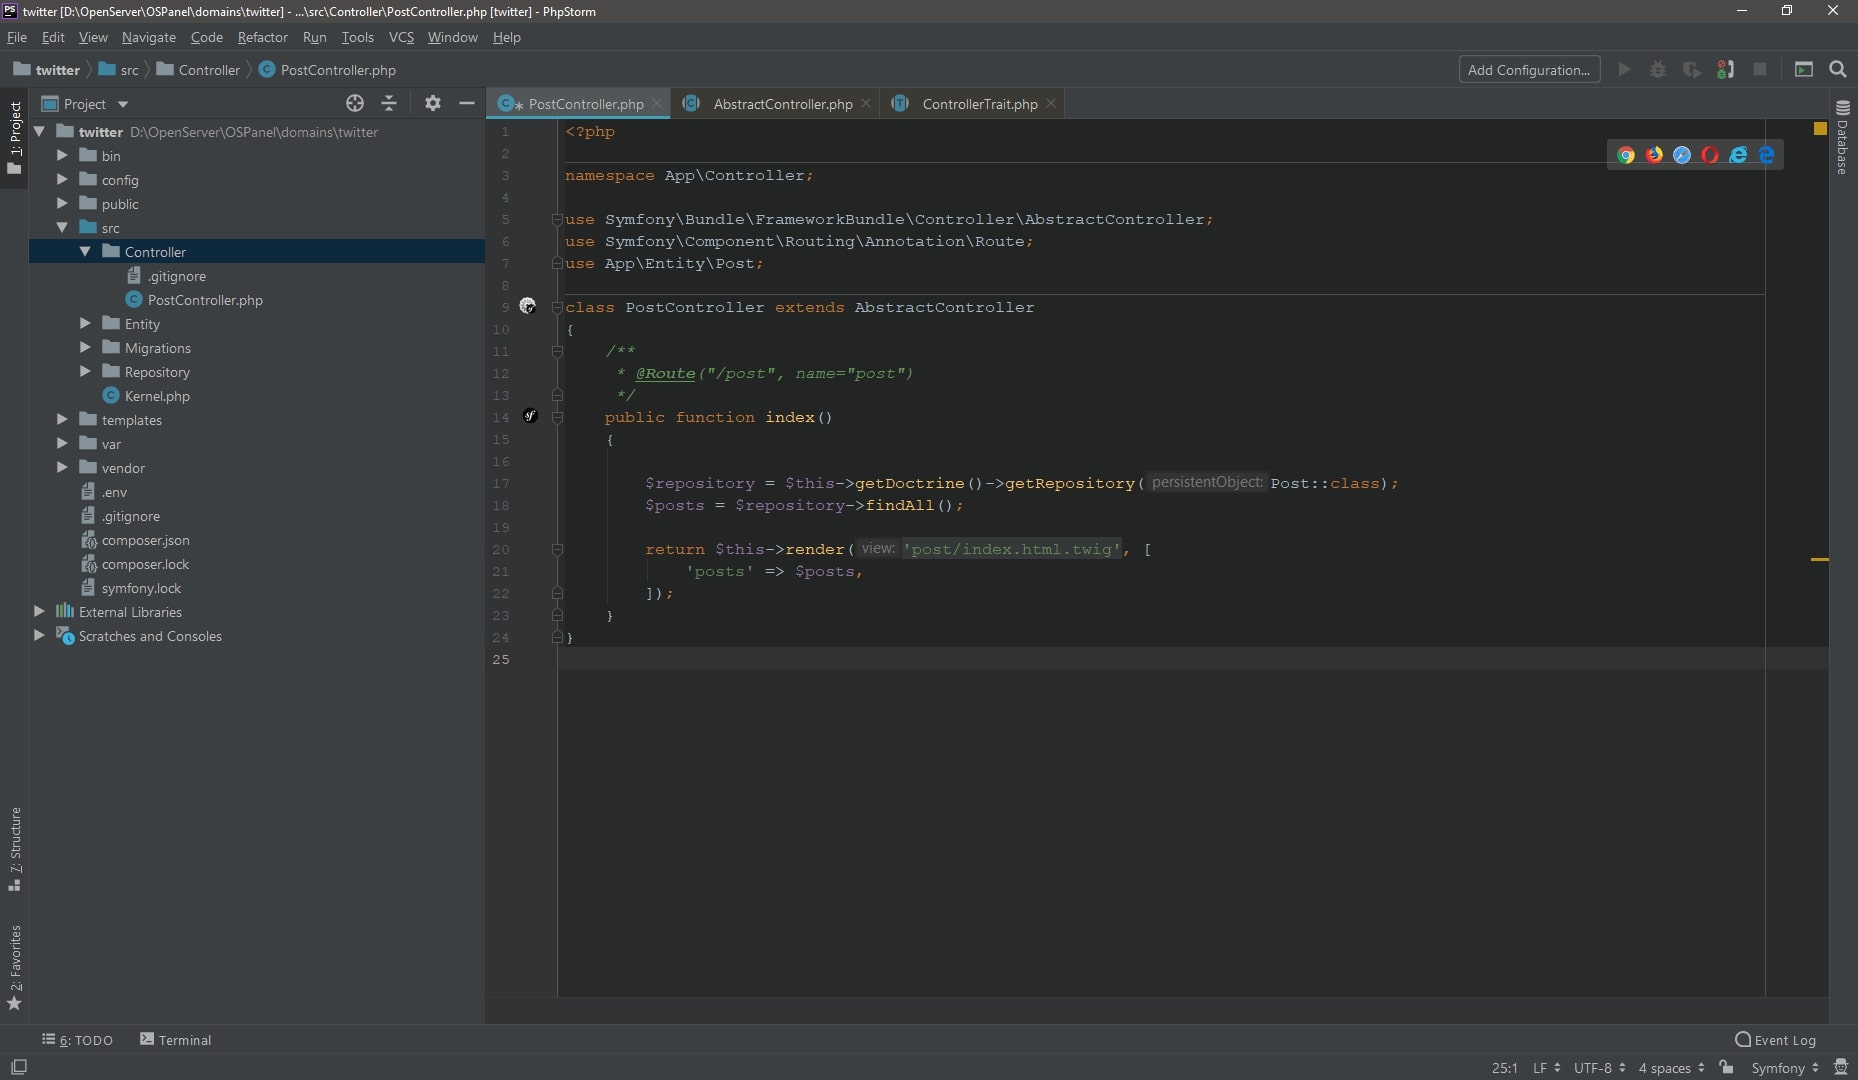 twitter [D:\OpenServer\OSPanel\domains\twitter] - ...\src\Controller\PostController.php [twitter] - PhpStorm
File Edit View Navigate Code Refactor Run Tools VCS Window Help
twitter src Controller PostController.php Add Configuration...
1: Project
Project
PostController.php AbstractController.php ControllerTrait.php
Database
twitter D:\OpenServer\OSPanel\domains\twitter
bin
config
public
src
Controller
.gitignore
PostController.php
Entity
Migrations
Repository
Kernel.php
templates
var
vendor
.env
.gitignore
composer.json
composer.lock
symfony.lock
External Libraries
Scratches and Consoles
1 <?php
2
3 namespace App\Controller;
4
5 use Symfony\Bundle\FrameworkBundle\Controller\AbstractController;
6 use Symfony\Component\Routing\Annotation\Route;
7 use App\Entity\Post;
8
9 class PostController extends AbstractController
10 {
11 /**
12 * @Route("/post", name="post")
13 */
14 public function index()
15 {
16
17 $repository = $this->getDoctrine()->getRepository( persistentObject: Post::class);
18 $posts = $repository->findAll();
19
20 return $this->render( view: 'post/index.html.twig', [
21 'posts' => $posts,
22 ]);
23 }
24 }
25
7: Structure
2: Favorites
6: TODO Terminal Event Log
25:1 LF UTF-8 4 spaces Symfony